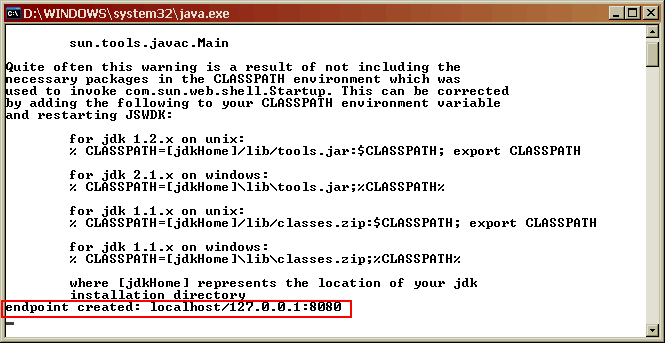 D:\WINDOWS\system32\java.exe
sun.tools.javac.Main
Quite often this warning is a result of not including the
necessary packages in the CLASSPATH environment which was
used to invoke com.sun.web.shell.Startup. This can be corrected
by adding the following to your CLASSPATH environment variable
and restarting JSWDK:
for jdk 1.2.x on unix:
% CLASSPATH=[jdkHome]/lib/tools.jar:$CLASSPATH; export CLASSPATH
for jdk 2.1.x on windows:
% CLASSPATH=[jdkHome]\lib\tools.jar;%CLASSPATH%
for jdk 1.1.x on unix:
% CLASSPATH=[jdkHome]/lib/classes.zip:$CLASSPATH; export CLASSPATH
for jdk 1.1.x on windows:
% CLASSPATH=[jdkHome]\lib\classes.zip;%CLASSPATH%
where [jdkHome] represents the location of your jdk
installation directory
endpoint created: localhost/127.0.0.1:8080